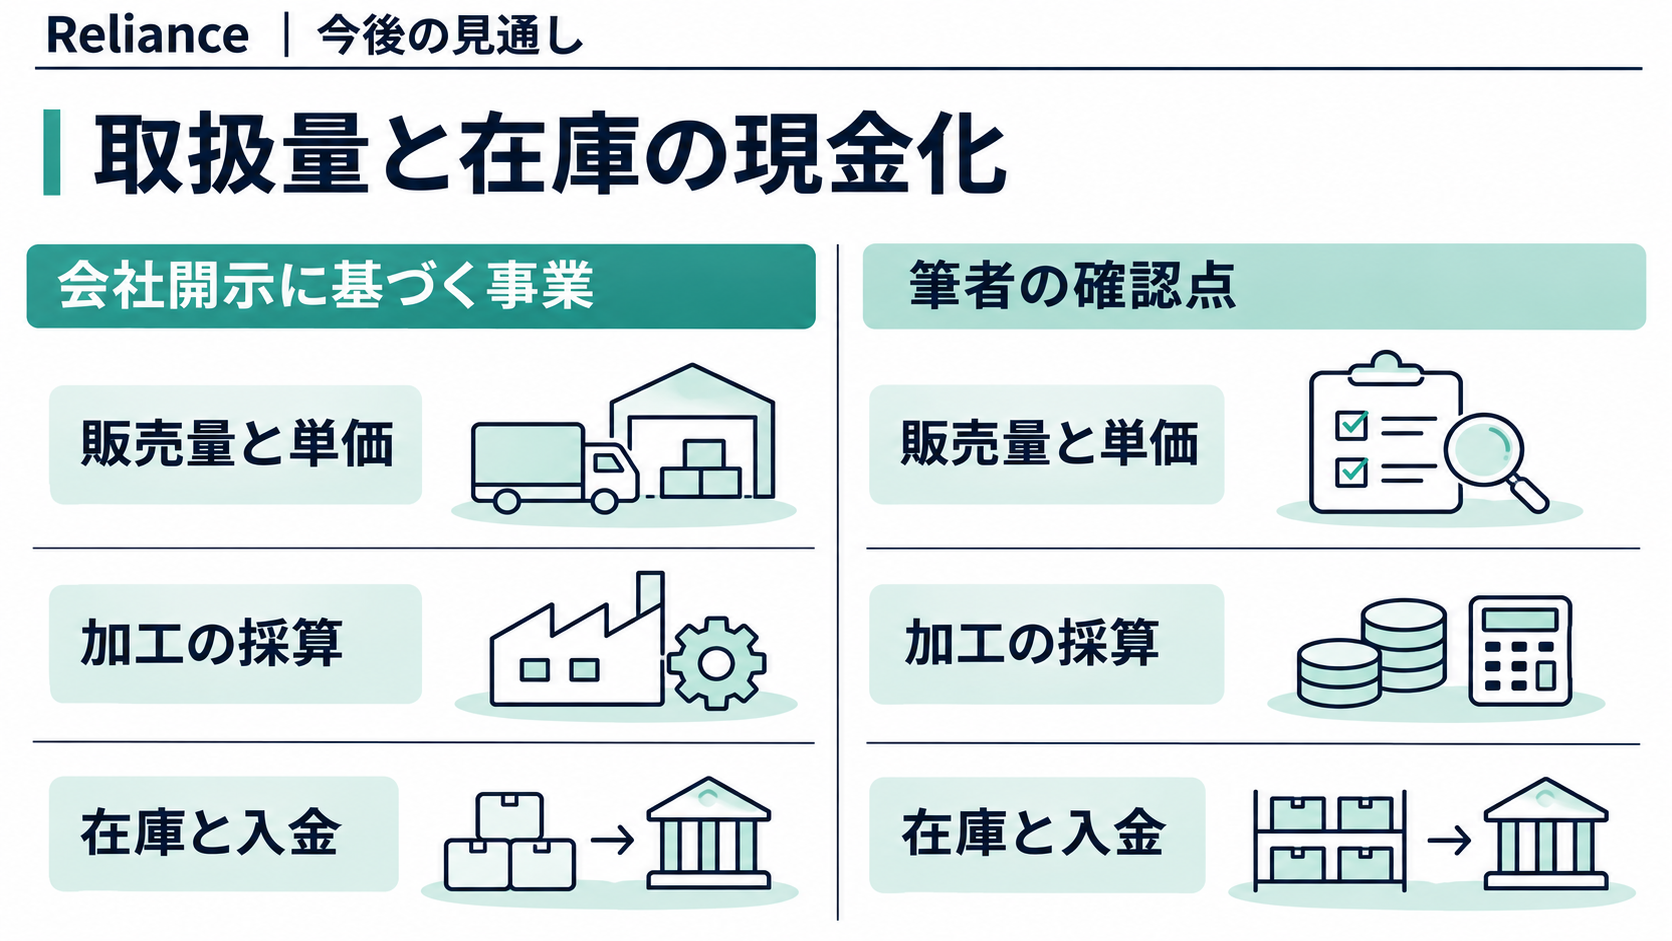 Reliance | 今後の見通し
取扱量と在庫の現金化
会社開示に基づく事業
販売量と単価
加工の採算
在庫と入金
筆者の確認点
販売量と単価
加工の採算
在庫と入金